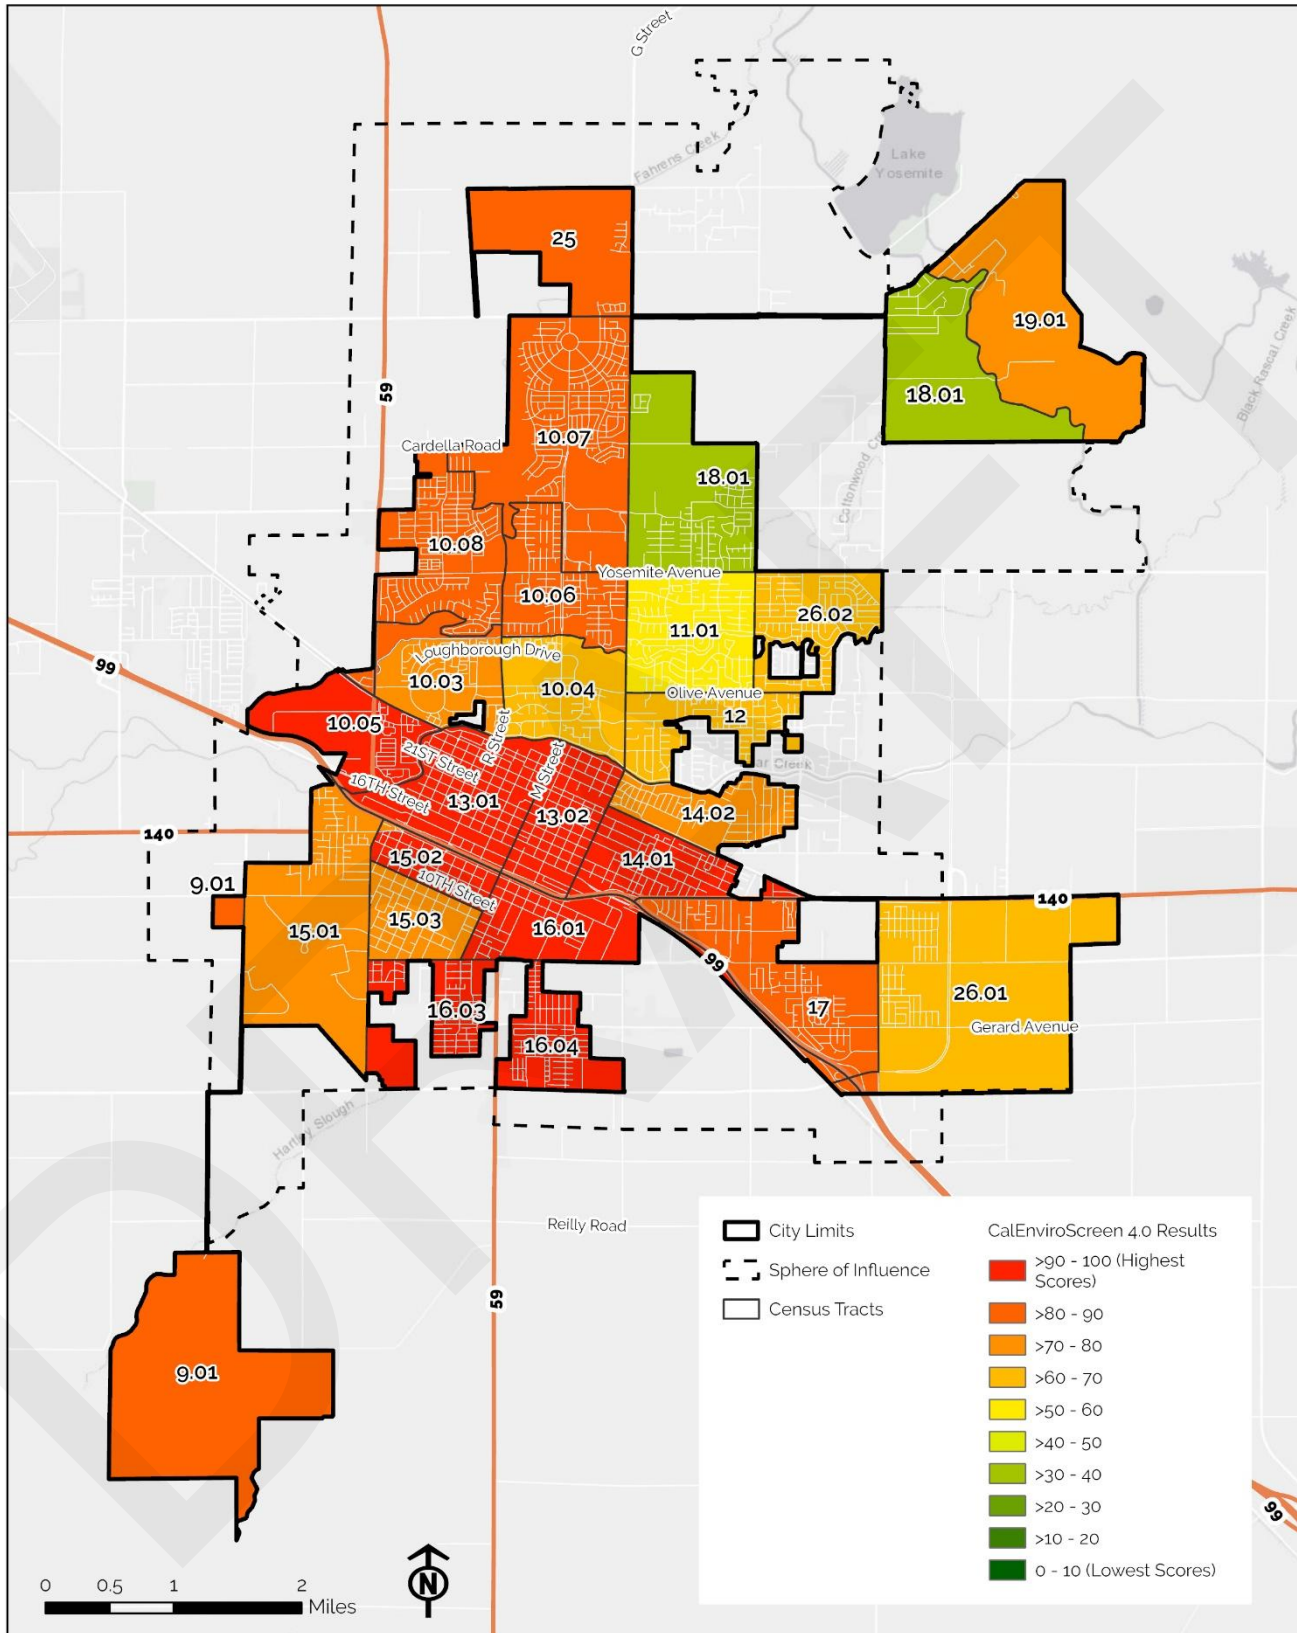 G Street
Fahrens Creek
Lake
Yosemite
25
19.01
Black Rascal Creek
59
18.01
10.07
Cardella Road
18.01
10.08
Yosemite Avenue
10.06
26.02
11.01
Loughborough Drive
99
10.03
10.04
Olive Avenue
12
10.05
R Street
21ST Street
M Street
16TH Street
13.01
13.02
14.02
140
15.02
14.01
10TH Street
9.01
140
15.03
15.01
16.01
99
26.01
17
16.03
Gerard Avenue
16.04
Hartley Slough
Reilly Road
59
9.01
99
City Limits
Sphere of Influence
Census Tracts
CalEnviroScreen 4.0 Results
>90 - 100 (Highest
Scores)
>80 - 90
>70 - 80
>60 - 70
>50 - 60
>40 - 50
>30 - 40
>20 - 30
>10 - 20
0 - 10 (Lowest Scores)
0 0.5 1 2
Miles
N
DRAFT